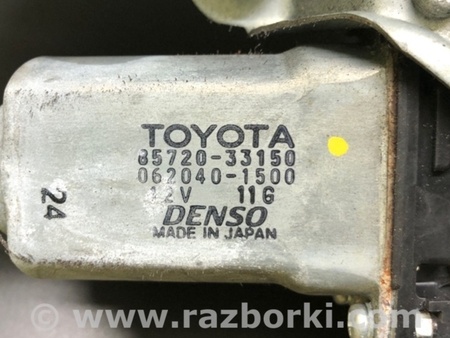 TOYOTA
85720-33150
062040-1500
12V 11G
DENSO
MADE IN JAPAN
24
www.razborki.com